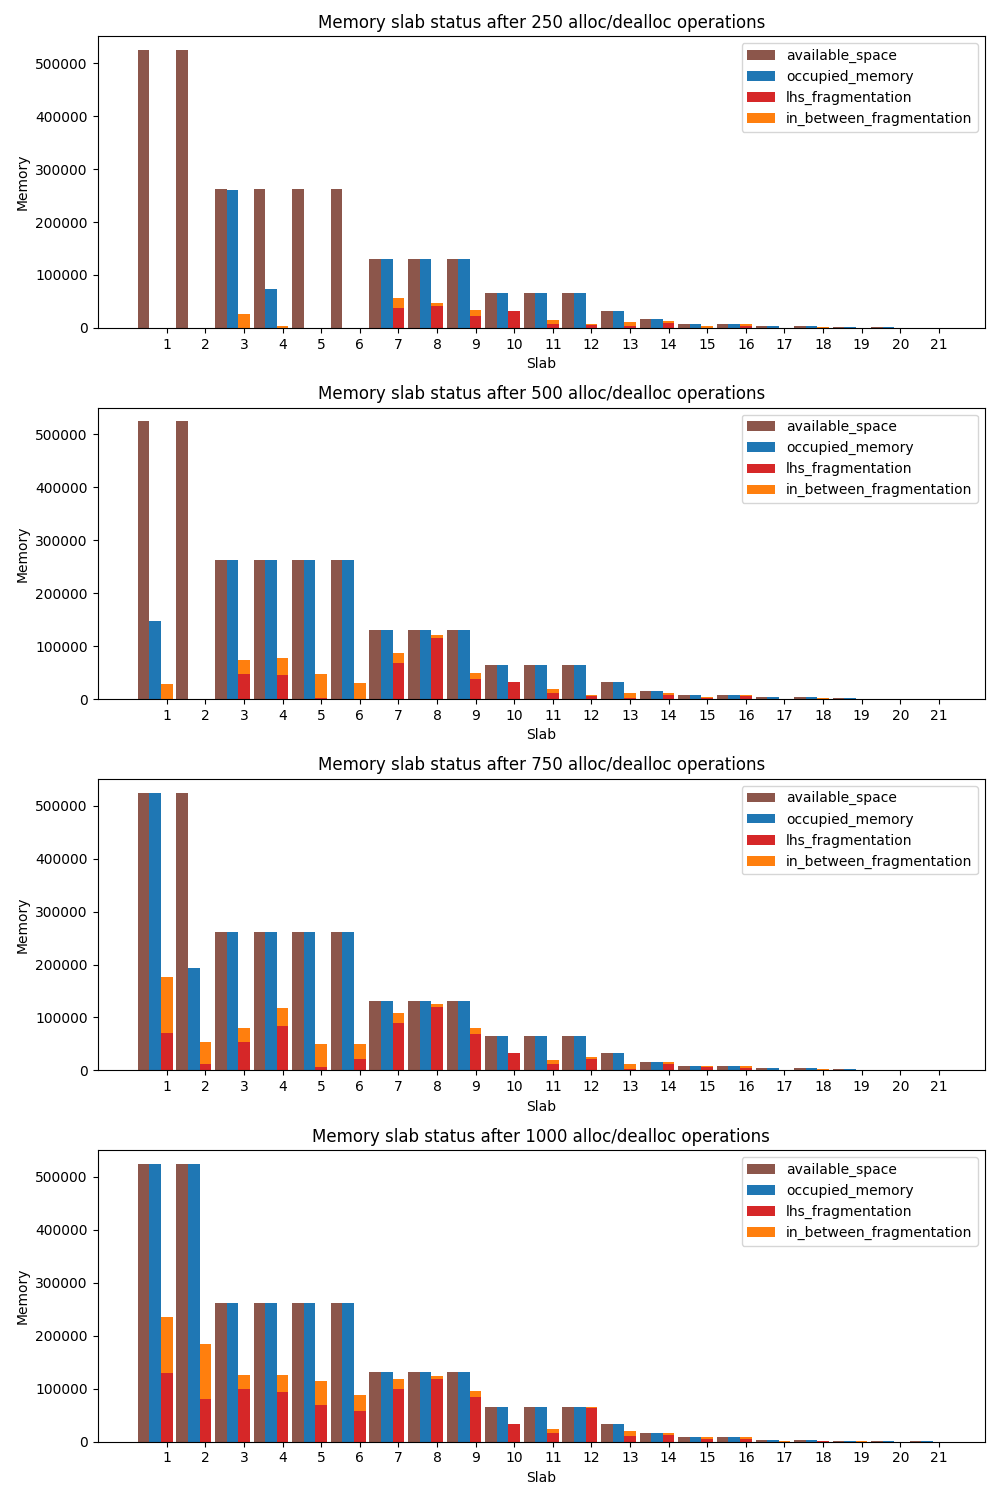 Memory slab status after 250 alloc/dealloc operations
500000
400000
300000
200000
100000
0
Memory
available_space
occupied_memory
lhs_fragmentation
in_between_fragmentation
1 2 3 4 5 6 7 8 9 10 11 12 13 14 15 16 17 18 19 20 21
Slab
Memory slab status after 500 alloc/dealloc operations
500000
400000
300000
200000
100000
0
Memory
available_space
occupied_memory
lhs_fragmentation
in_between_fragmentation
1 2 3 4 5 6 7 8 9 10 11 12 13 14 15 16 17 18 19 20 21
Slab
Memory slab status after 750 alloc/dealloc operations
500000
400000
300000
200000
100000
0
Memory
available_space
occupied_memory
lhs_fragmentation
in_between_fragmentation
1 2 3 4 5 6 7 8 9 10 11 12 13 14 15 16 17 18 19 20 21
Slab
Memory slab status after 1000 alloc/dealloc operations
500000
400000
300000
200000
100000
0
Memory
available_space
occupied_memory
lhs_fragmentation
in_between_fragmentation
1 2 3 4 5 6 7 8 9 10 11 12 13 14 15 16 17 18 19 20 21
Slab